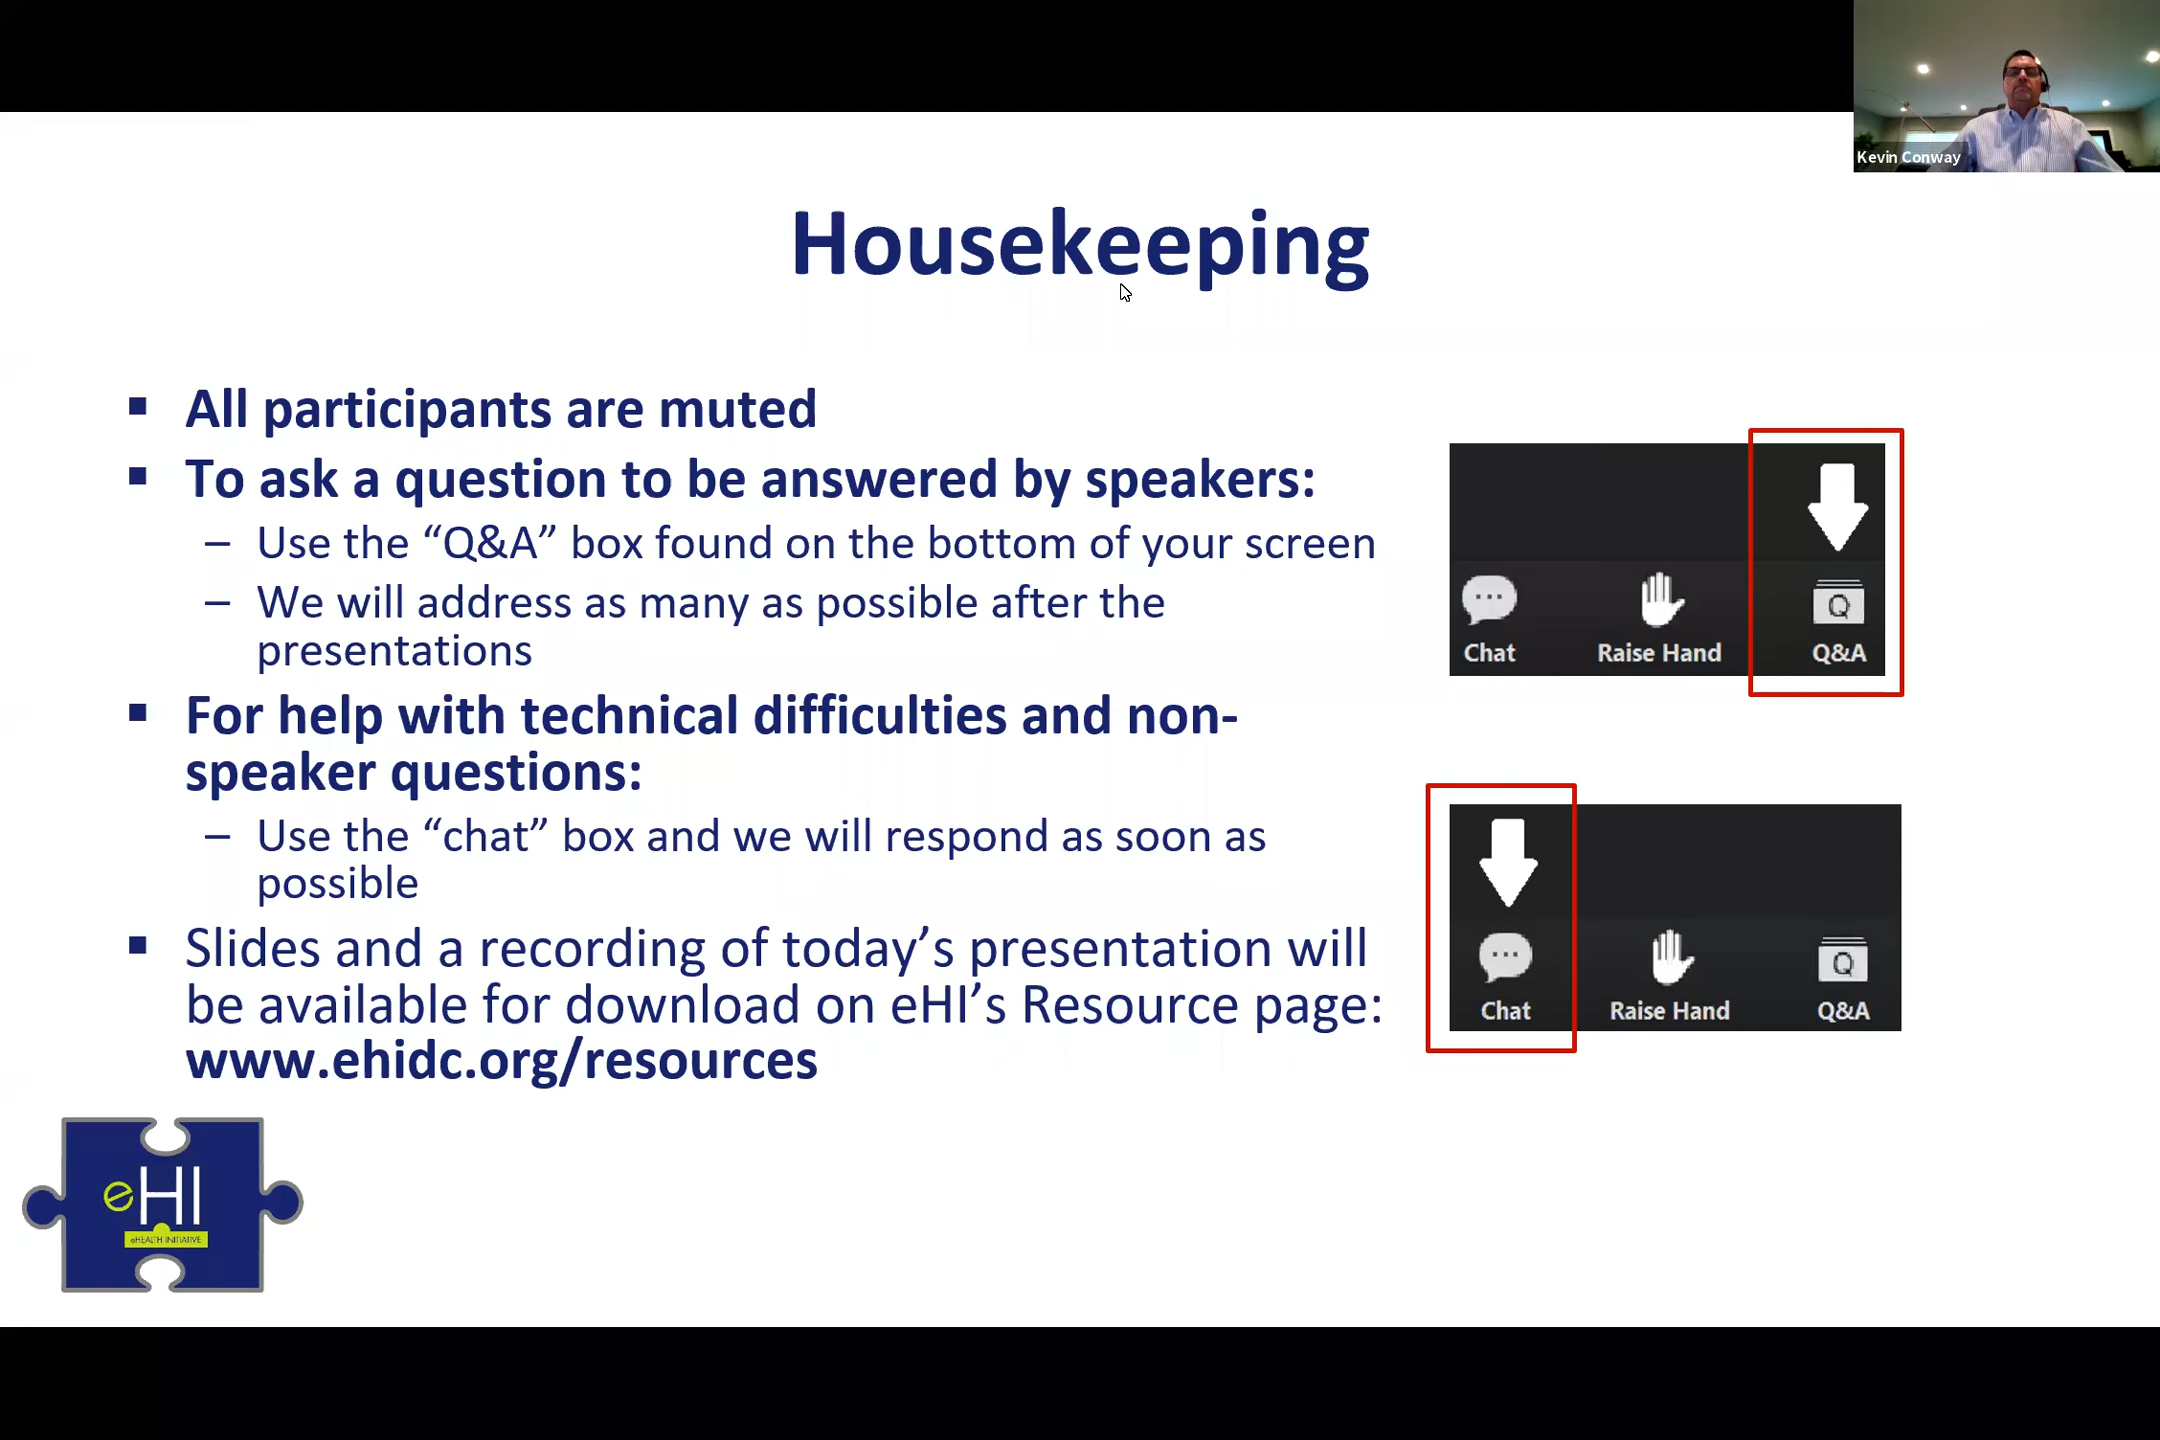 Kevin Conway
Housekeeping
▪ All participants are muted
▪ To ask a question to be answered by speakers:
– Use the “Q&A” box found on the bottom of your screen
– We will address as many as possible after the
presentations
▪ For help with technical difficulties and non-
speaker questions:
– Use the “chat” box and we will respond as soon as
possible
▪ Slides and a recording of today’s presentation will
be available for download on eHI’s Resource page:
www.ehidc.org/resources
Chat Raise Hand Q Q&A
Chat Raise Hand Q Q&A
eHI
eHEALTH INITIATIVE